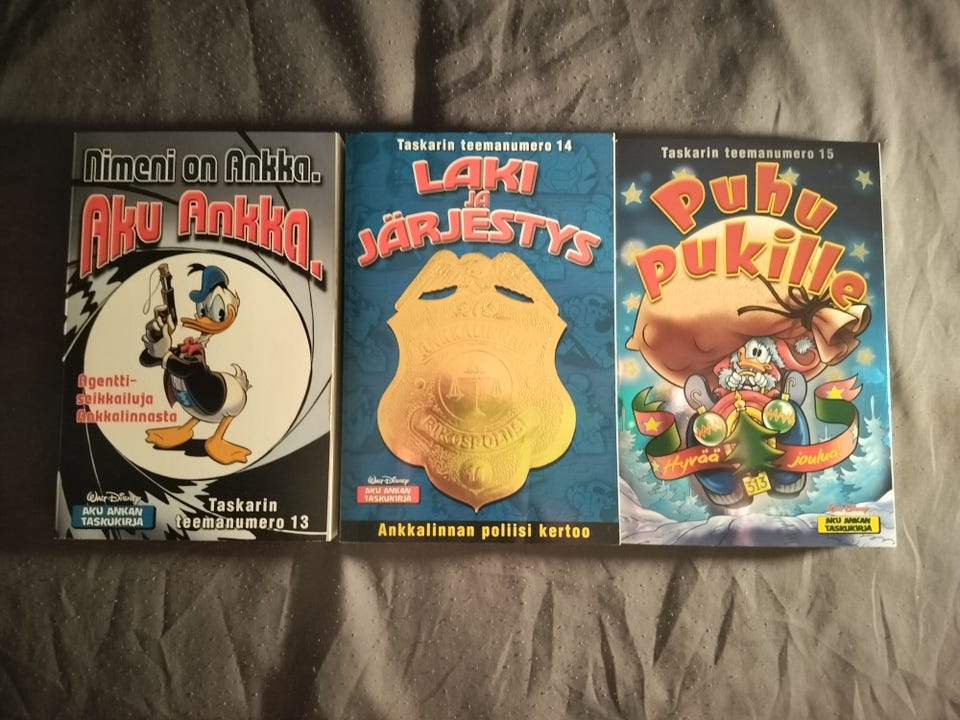 Nimeni on Ankka.
Aku Ankka.
Agentti-
seikkailuja
Ankkalinnasta
Walt Disney
AKU ANKAN
TASKUKIRJA
Taskarin
teemanumero 13
Taskarin teemanumero 14
LAKI
JA
JÄRJESTYS
RIKOSPOLIISI
Walt Disney
AKU ANKAN
TASKUKIRJA
Ankkalinnan poliisi kertoo
Taskarin teemanumero 15
Puhu
pukille
Hyvää joulua!
313
Walt Disney
AKU ANKAN
TASKUKIRJA